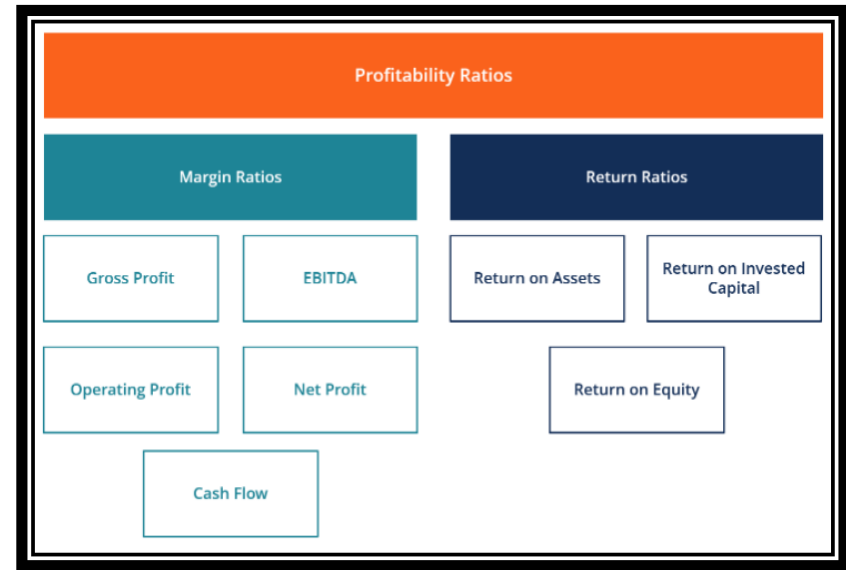 Profitability Ratios
Margin Ratios
Return Ratios
Gross Profit
EBITDA
Return on Assets
Return on Invested
Capital
Operating Profit
Net Profit
Return on Equity
Cash Flow